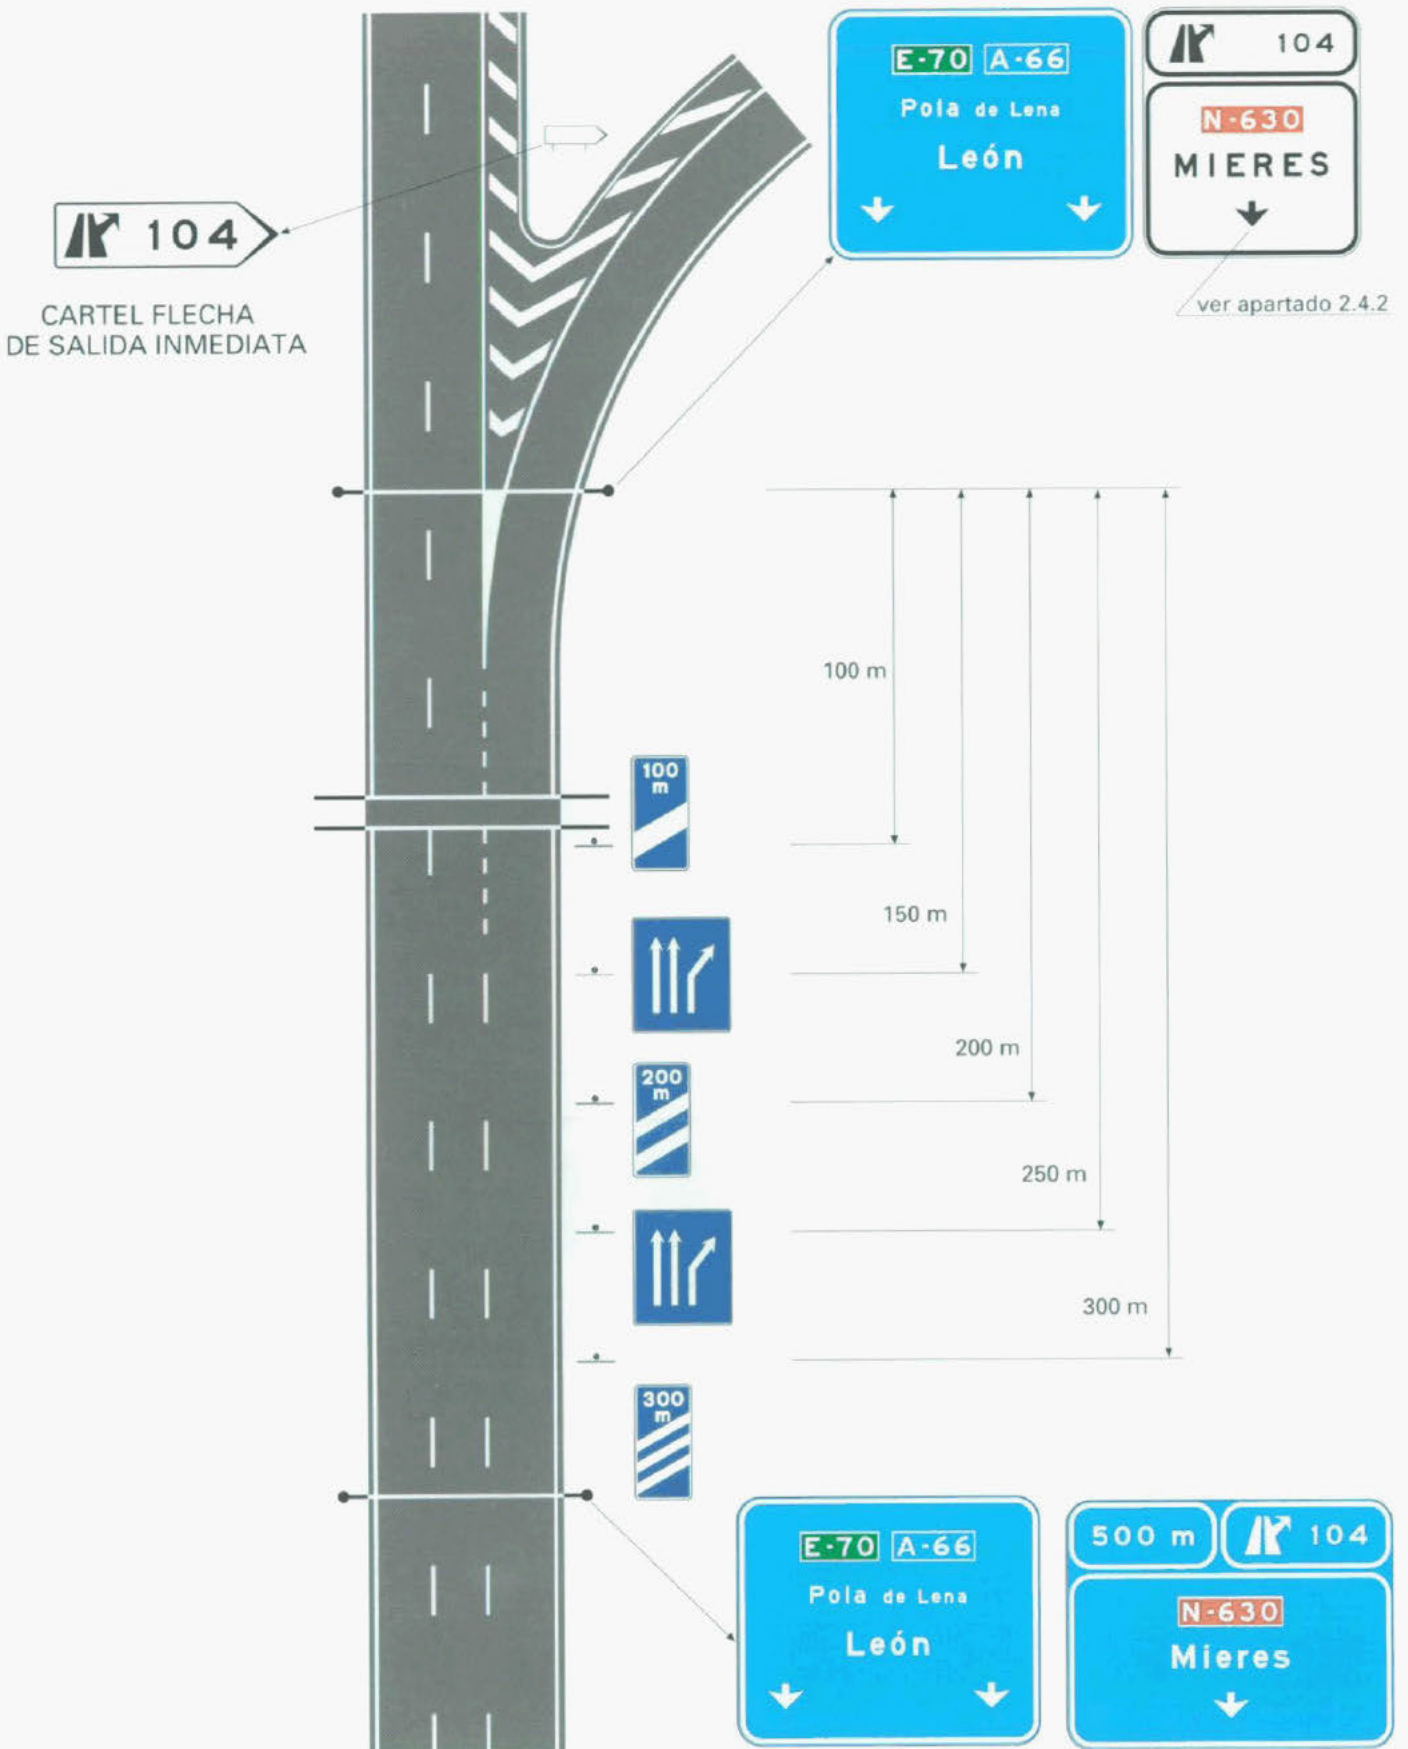 E-70 A-66
Pola de Lena
León
104
N-630
MIERES
ver apartado 2.4.2
104
CARTEL FLECHA
DE SALIDA INMEDIATA
100 m
100
m
150 m
200 m
200
m
250 m
300 m
300
m
E-70 A-66
Pola de Lena
León
500 m 104
N-630
Mieres